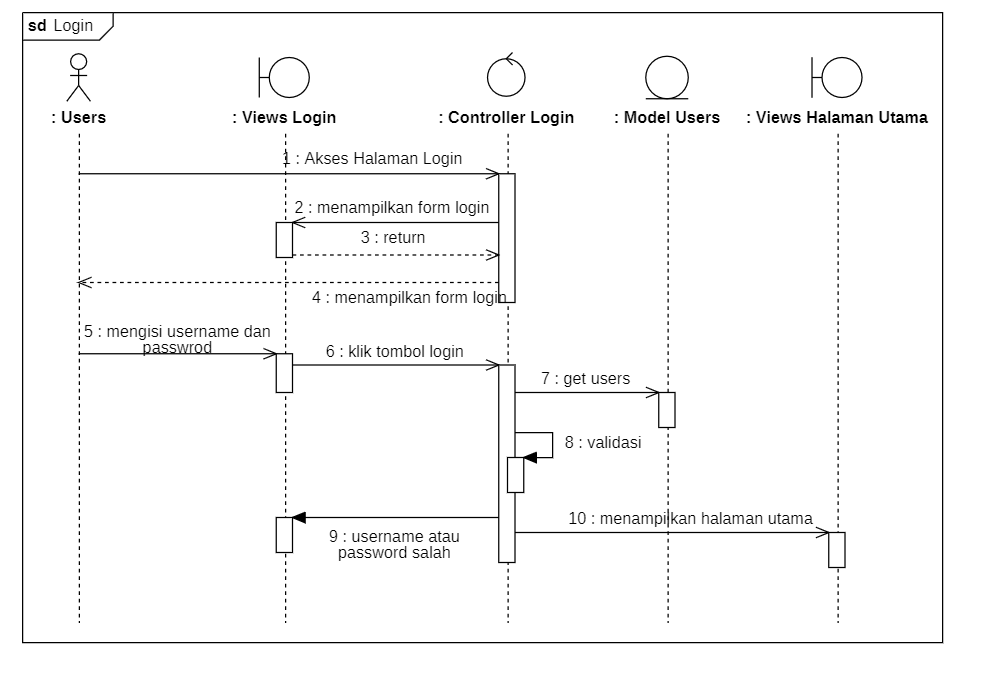 sd Login
: Users
: Views Login
: Controller Login
: Model Users
: Views Halaman Utama
1 : Akses Halaman Login
2 : menampilkan form login
3 : return
4 : menampilkan form login
5 : mengisi username dan
passwrod
6 : klik tombol login
7 : get users
8 : validasi
9 : username atau
password salah
10 : menampilkan halaman utama